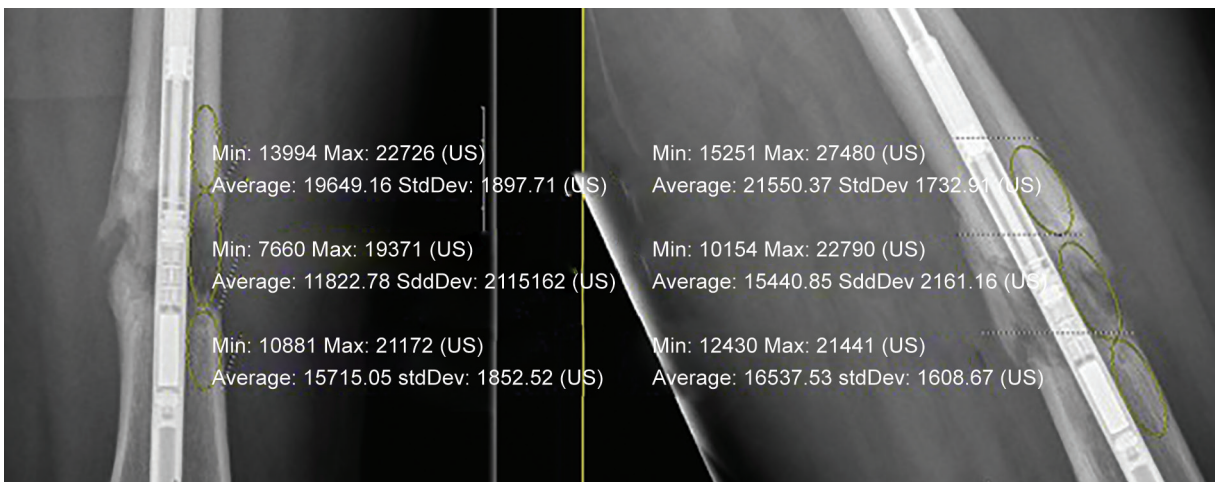 Min: 13994 Max: 22726 (US)
Average: 19649.16 StdDev: 1897.71 (US)
Min: 7660 Max: 19371 (US)
Average: 11822.78 SddDev: 2115162 (US)
Min: 10881 Max: 21172 (US)
Average: 15715.05 stdDev: 1852.52 (US)
Min: 15251 Max: 27480 (US)
Average: 21550.37 StdDev 1732.91 (US)
Min: 10154 Max: 22790 (US)
Average: 15440.85 SddDev 2161.16 (US)
Min: 12430 Max: 21441 (US)
Average: 16537.53 stdDev: 1608.67 (US)